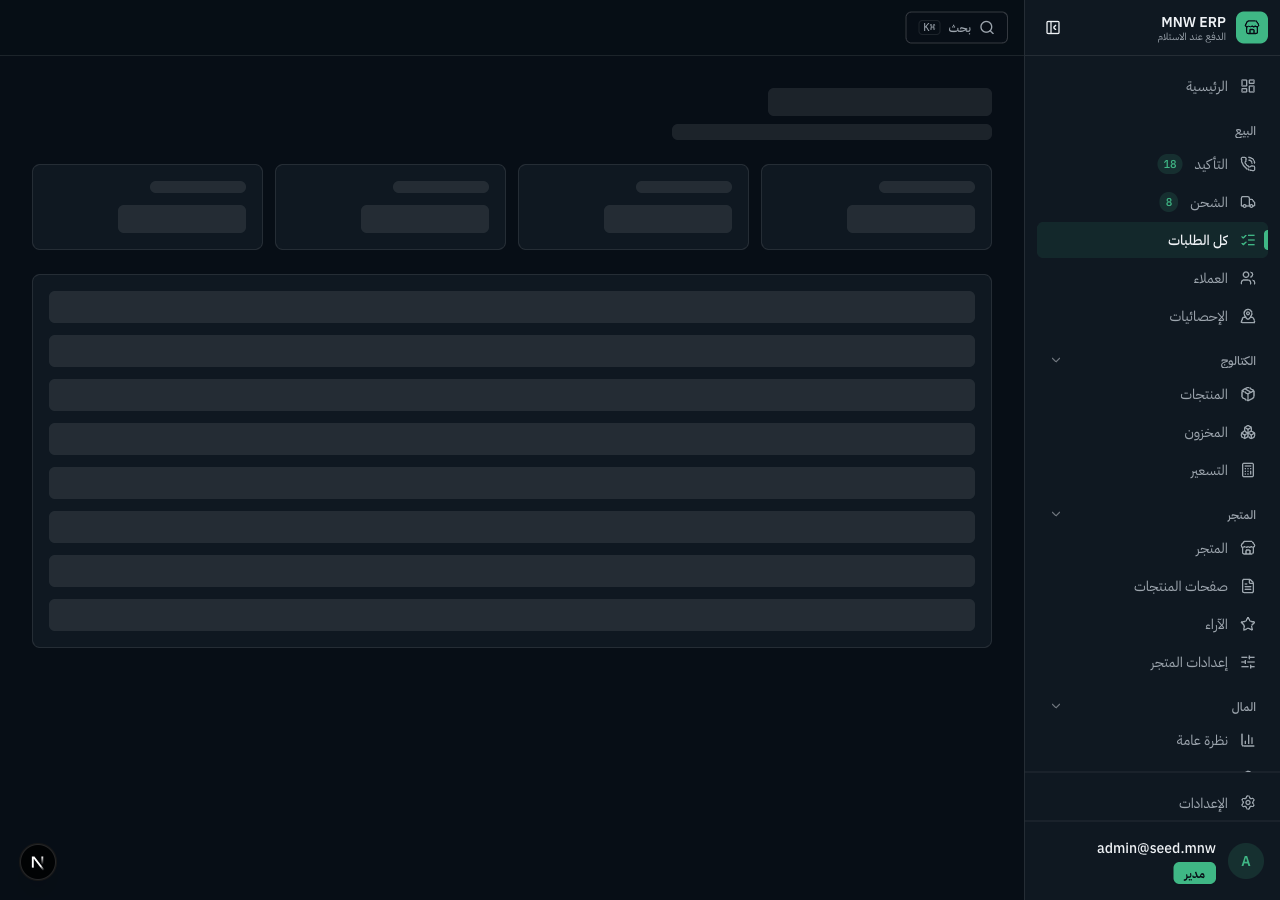 MNW ERP
الدفع عند الاستلام
بحث ⌘K
الرئيسية
البيع
التأكيد 18
الشحن 8
كل الطلبات
العملاء
الإحصائيات
الكتالوج
المنتجات
المخزون
التسعير
المتجر
المتجر
صفحات المنتجات
الآراء
إعدادات المتجر
المال
نظرة عامة
الإعدادات
A
admin@seed.mnw
مدير
N